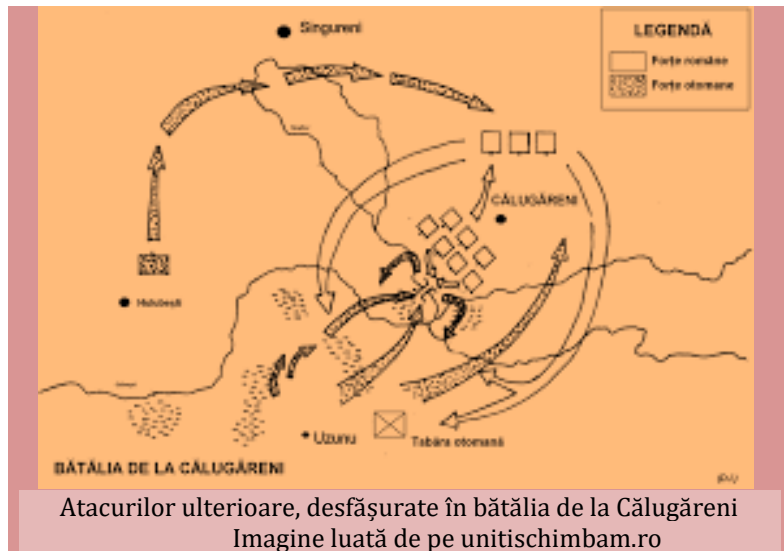 Singureni
LEGENDĂ
Forțe române
Forțe otomane
CĂLUGĂRENI
Uzunu
Tabăra otomană
BĂTĂLIA DE LA CĂLUGĂRENI
Atacurilor ulterioare, desfășurate în bătălia de la Călugăreni
Imagine luată de pe unitischimbam.ro